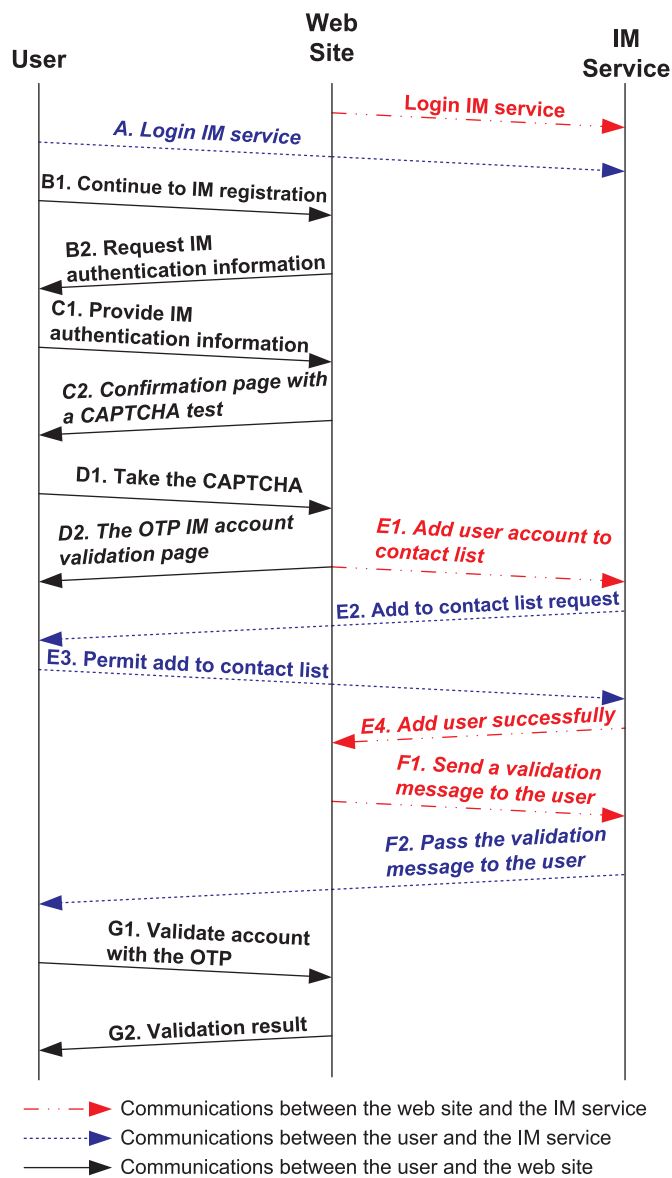 User
Web
Site
IM
Service
Login IM service
A. Login IM service
B1. Continue to IM registration
B2. Request IM
authentication information
C1. Provide IM
authentication information
C2. Confirmation page with
a CAPTCHA test
D1. Take the CAPTCHA
D2. The OTP IM account
validation page
E1. Add user account to
contact list
E2. Add to contact list request
E3. Permit add to contact list
E4. Add user successfully
F1. Send a validation
message to the user
F2. Pass the validation
message to the user
G1. Validate account
with the OTP
G2. Validation result
Communications between the web site and the IM service
Communications between the user and the IM service
Communications between the user and the web site